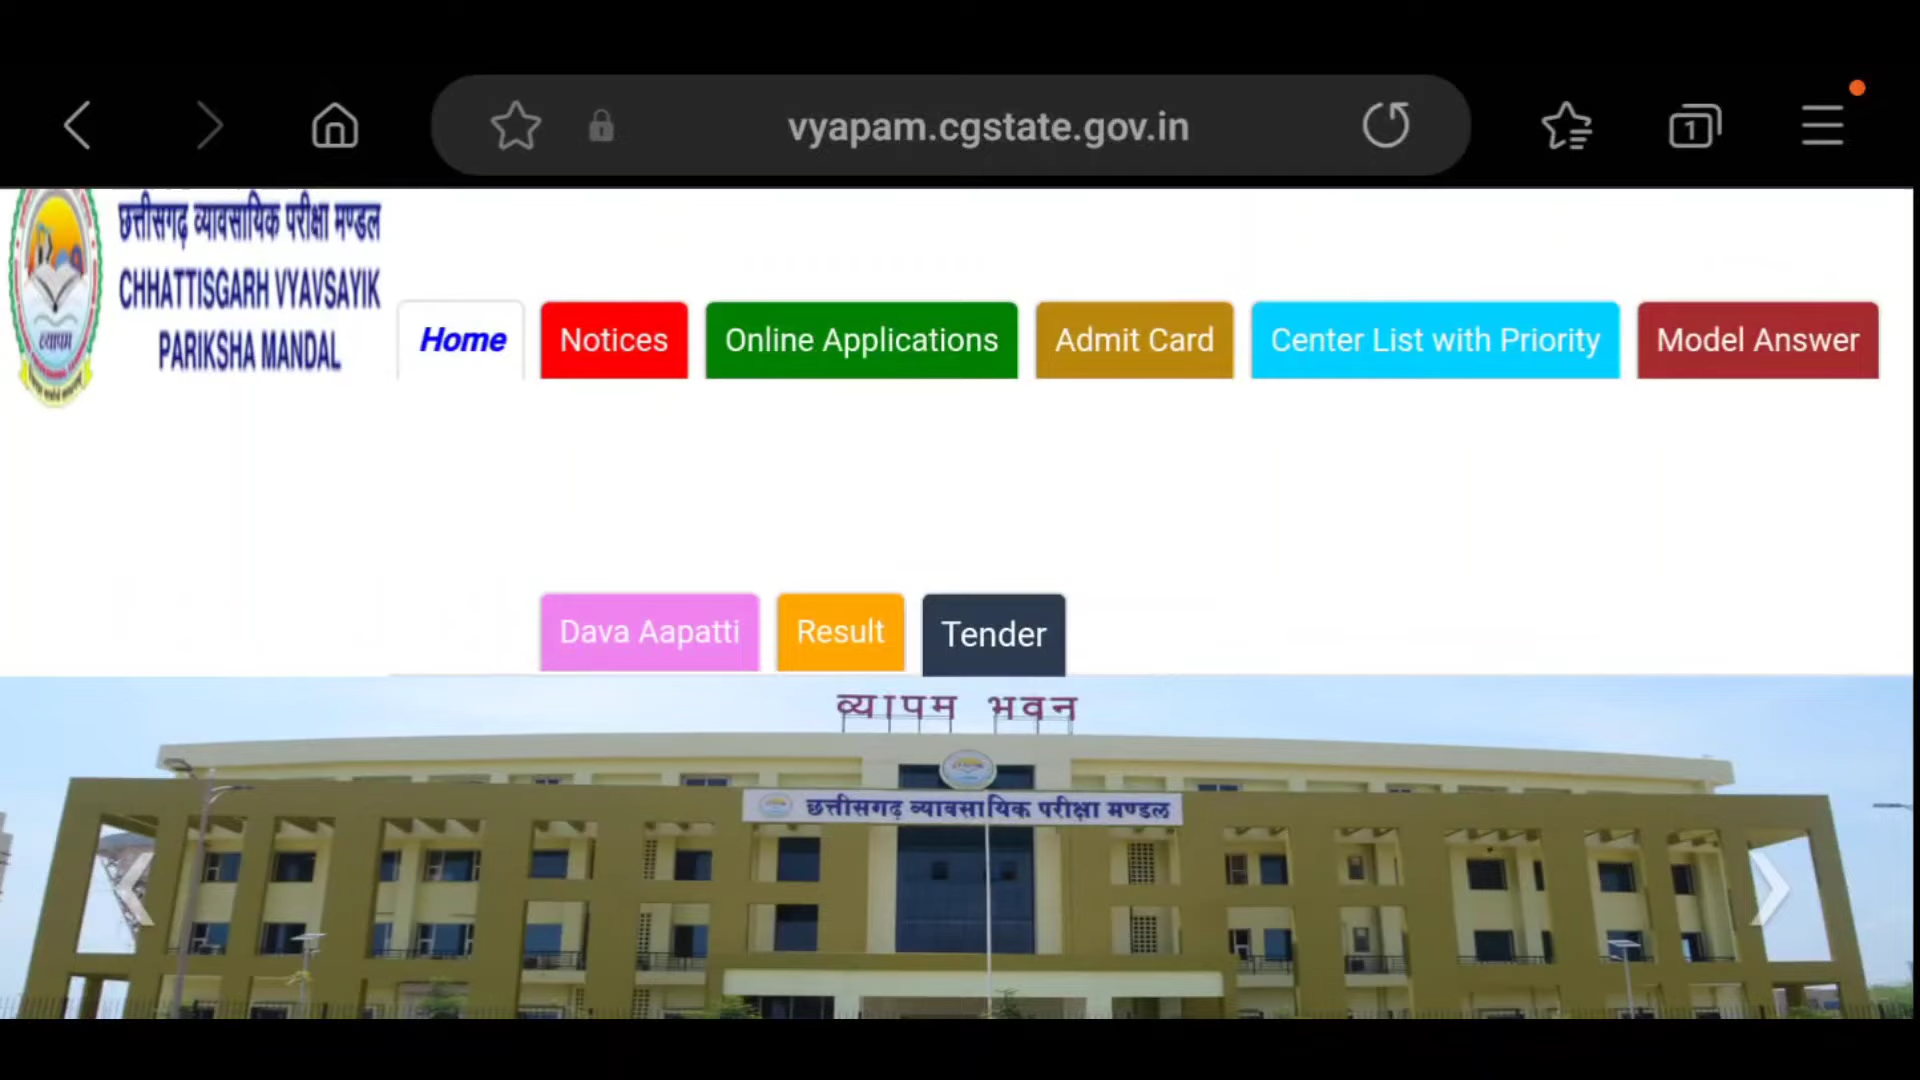 vyapam.cgstate.gov.in
1
छत्तीसगढ़ व्यावसायिक परीक्षा मण्डल
CHHATTISGARH VYAVSAYIK
PARIKSHA MANDAL
व्यापम
Home
Notices
Online Applications
Admit Card
Center List with Priority
Model Answer
Dava Aapatti
Result
Tender
व्यापम भवन
छत्तीसगढ़ व्यावसायिक परीक्षा मण्डल